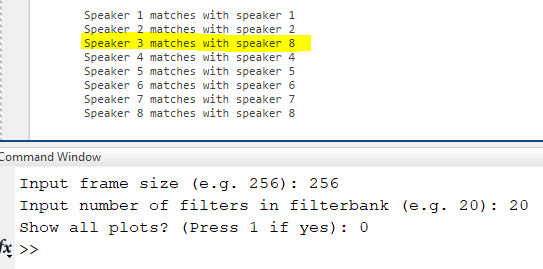 Speaker 1 matches with speaker 1
Speaker 2 matches with speaker 2
Speaker 3 matches with speaker 8
Speaker 4 matches with speaker 4
Speaker 5 matches with speaker 5
Speaker 6 matches with speaker 6
Speaker 7 matches with speaker 7
Speaker 8 matches with speaker 8
Command Window
Input frame size (e.g. 256): 256
Input number of filters in filterbank (e.g. 20): 20
Show all plots? (Press 1 if yes): 0
fx >>